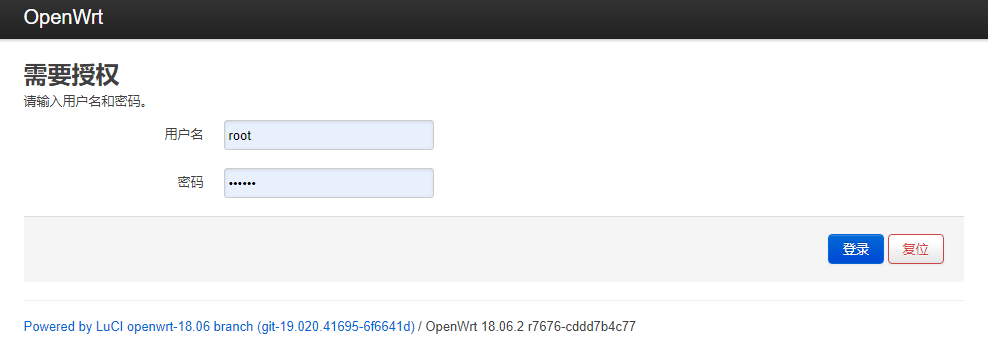 OpenWrt
需要授权
请输入用户名和密码。
用户名 root
密码 ••••••
登录 复位
Powered by LuCI openwrt-18.06 branch (git-19.020.41695-6f6641d) / OpenWrt 18.06.2 r7676-cddd7b4c77